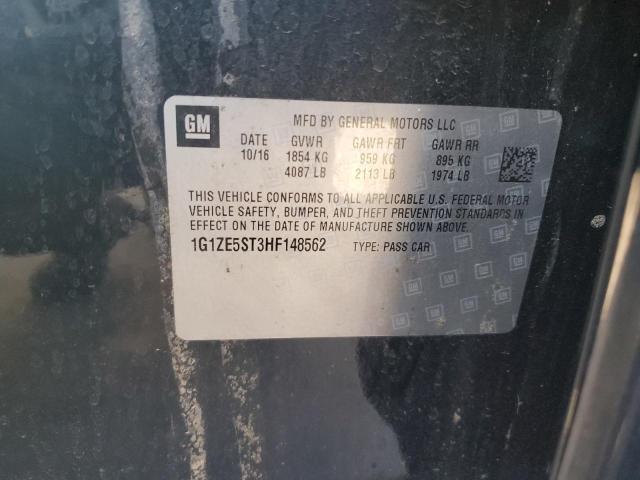 GM
MFD BY GENERAL MOTORS LLC
DATE GVWR GAWR FRT GAWR RR
10/16 1854 KG 959 KG 895 KG
4087 LB 2113 LB 1974 LB
THIS VEHICLE CONFORMS TO ALL APPLICABLE U.S. FEDERAL MOTOR
VEHICLE SAFETY, BUMPER, AND THEFT PREVENTION STANDARDS IN
EFFECT ON THE DATE OF MANUFACTURE SHOWN ABOVE.
1G1ZE5ST3HF148562 TYPE: PASS CAR